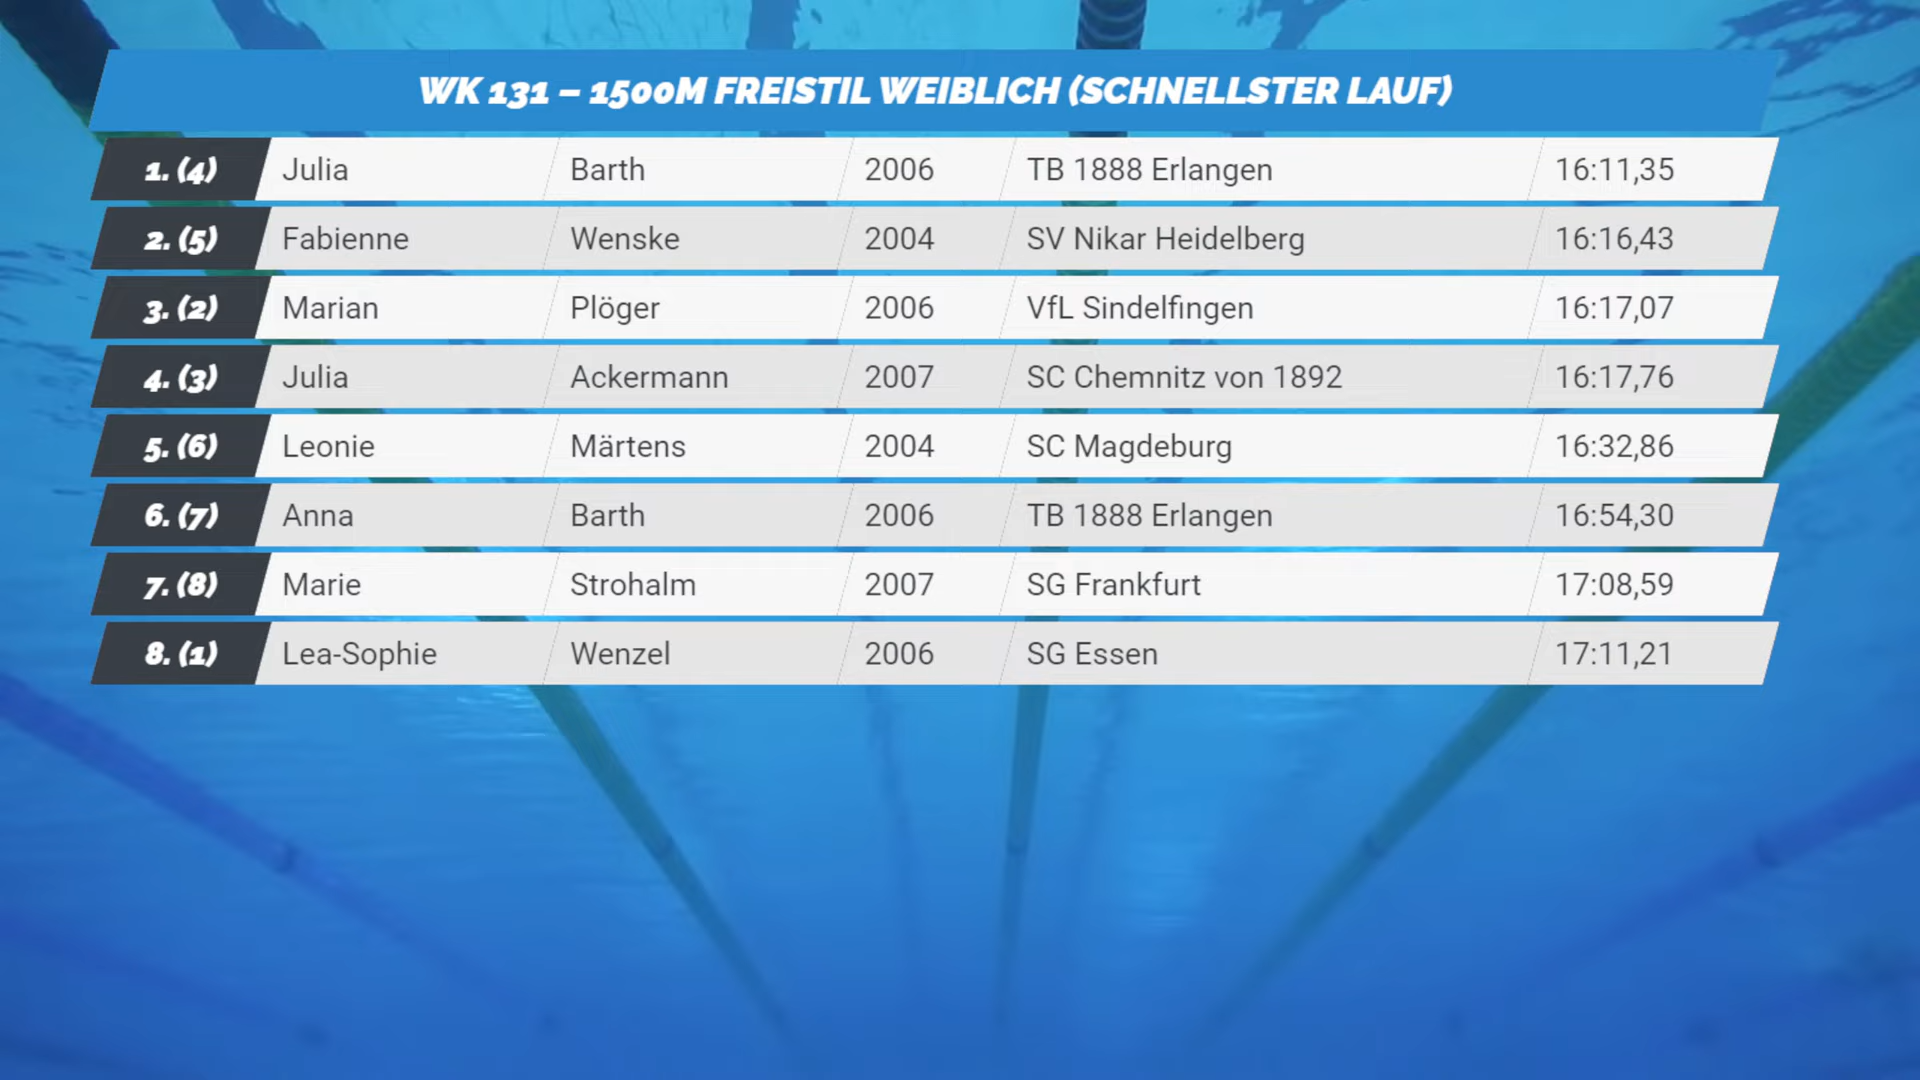 WK 131 – 1500M FREISTIL WEIBLICH (SCHNELLSTER LAUF)
1. (4) Julia Barth 2006 TB 1888 Erlangen 16:11,35
2. (5) Fabienne Wenske 2004 SV Nikar Heidelberg 16:16,43
3. (2) Marian Plöger 2006 VfL Sindelfingen 16:17,07
4. (3) Julia Ackermann 2007 SC Chemnitz von 1892 16:17,76
5. (6) Leonie Märtens 2004 SC Magdeburg 16:32,86
6. (7) Anna Barth 2006 TB 1888 Erlangen 16:54,30
7. (8) Marie Strohalm 2007 SG Frankfurt 17:08,59
8. (1) Lea-Sophie Wenzel 2006 SG Essen 17:11,21